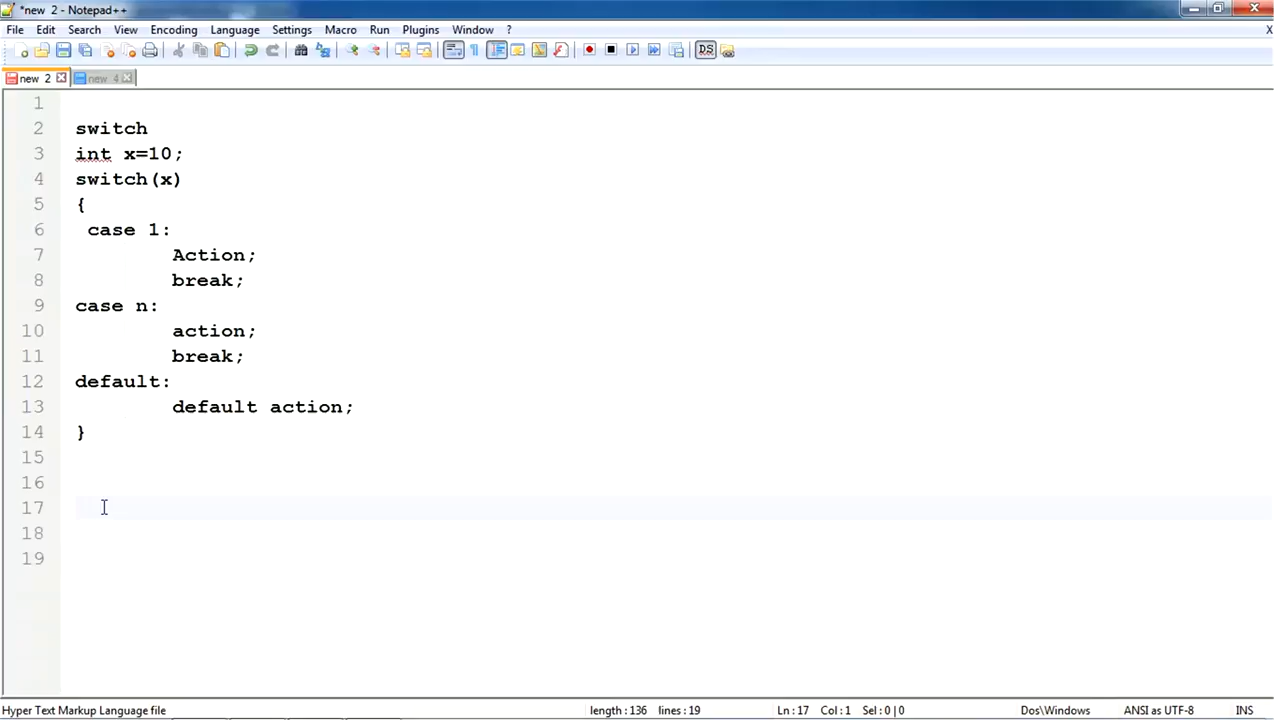 *new 2 - Notepad++
File Edit Search View Encoding Language Settings Macro Run Plugins Window ? X
new 2 new 4
1
2 switch
3 int x=10;
4 switch(x)
5 {
6 case 1:
7 Action;
8 break;
9 case n:
10 action;
11 break;
12 default:
13 default action;
14 }
15
16
17
18
19
Hyper Text Markup Language file length : 136 lines : 19 Ln : 17 Col : 1 Sel : 0 | 0 Dos\Windows ANSI as UTF-8 INS